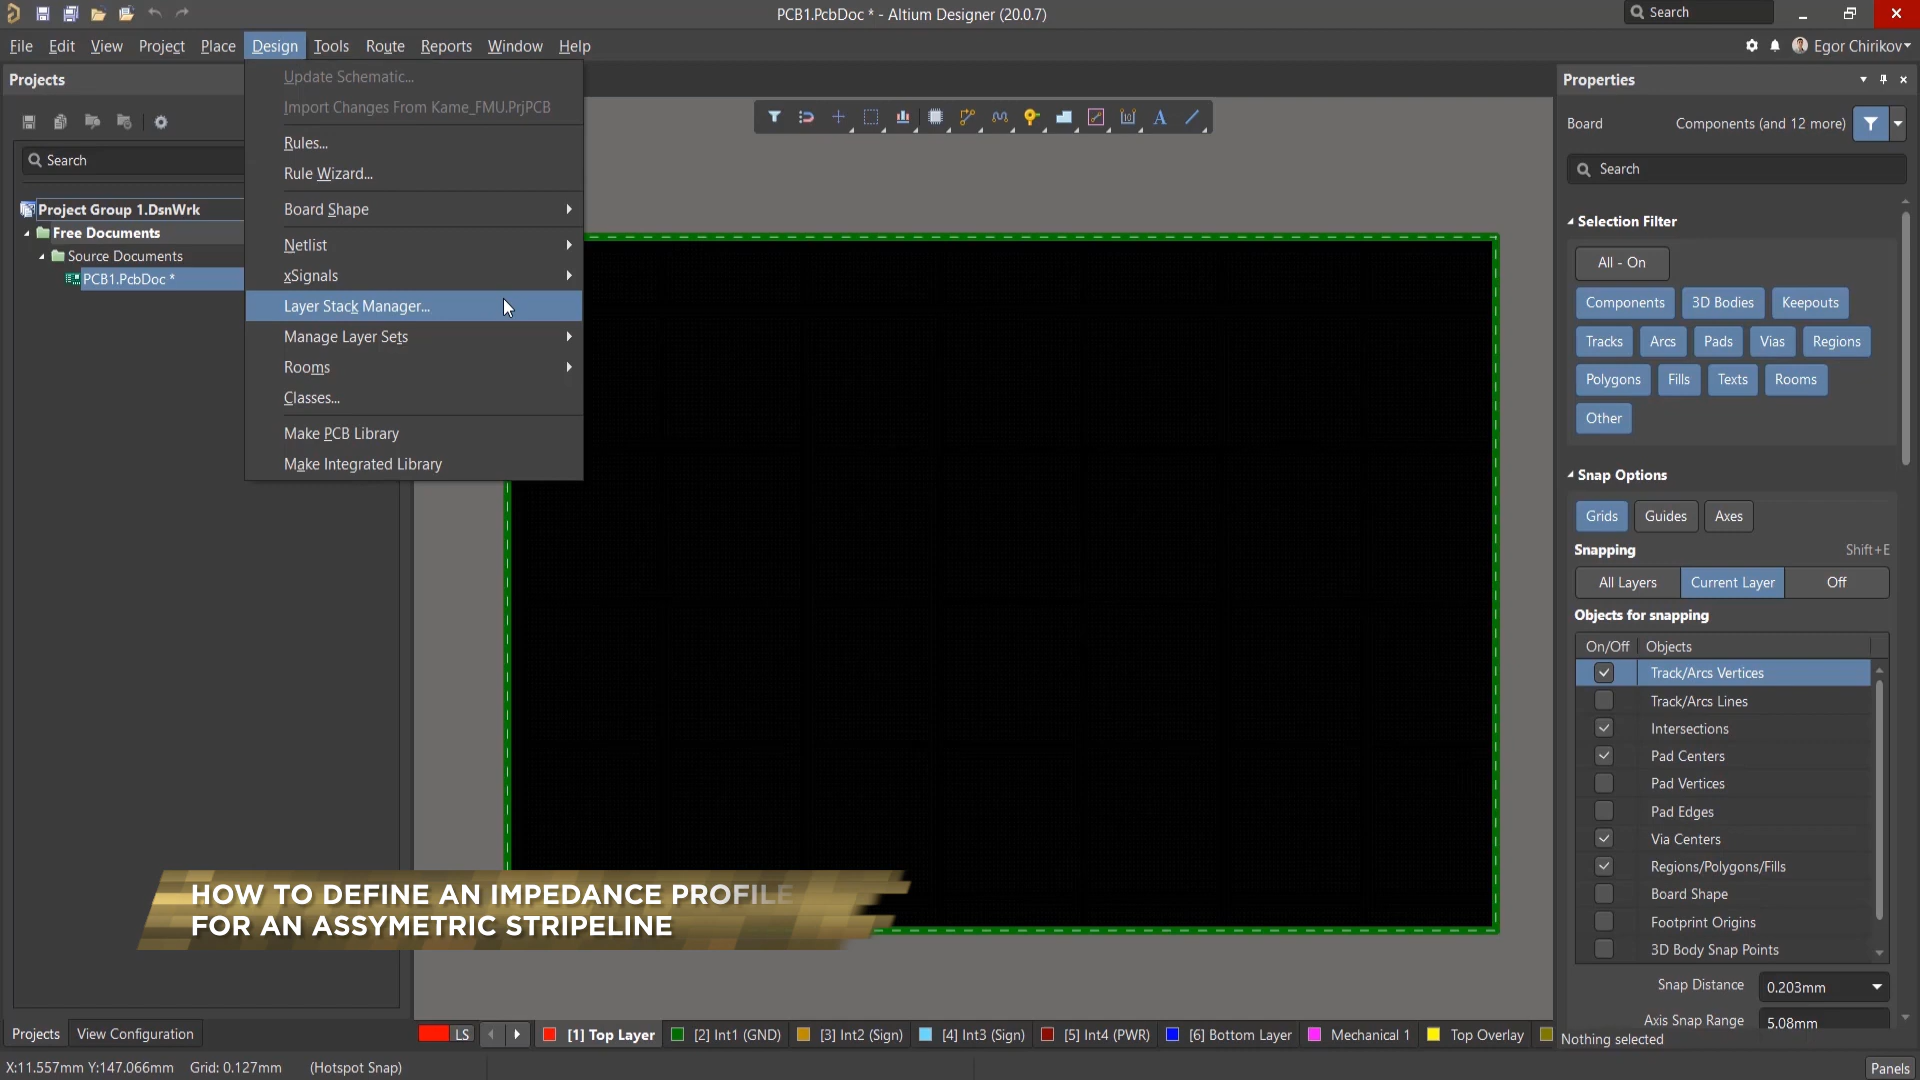 PCB1.PcbDoc * - Altium Designer (20.0.7)
Search
File Edit View Project Place Design Tools Route Reports Window Help
Egor Chirikov
Projects
Search
Project Group 1.DsnWrk
Free Documents
Source Documents
PCB1.PcbDoc *
Update Schematic...
Import Changes From Kame_FMU.PrjPCB
Rules...
Rule Wizard...
Board Shape
Netlist
xSignals
Layer Stack Manager...
Manage Layer Sets
Rooms
Classes...
Make PCB Library
Make Integrated Library
HOW TO DEFINE AN IMPEDANCE PROFILE
FOR AN ASSYMETRIC STRIPELINE
Properties
Board Components (and 12 more)
Search
Selection Filter
All - On
Components 3D Bodies Keepouts
Tracks Arcs Pads Vias Regions
Polygons Fills Texts Rooms
Other
Snap Options
Grids Guides Axes
Snapping Shift+E
All Layers Current Layer Off
Objects for snapping
On/Off Objects
Track/Arcs Vertices
Track/Arcs Lines
Intersections
Pad Centers
Pad Vertices
Pad Edges
Via Centers
Regions/Polygons/Fills
Board Shape
Footprint Origins
3D Body Snap Points
Snap Distance 0.203mm
Axis Snap Range 5.08mm
Nothing selected
Projects View Configuration
LS [1] Top Layer [2] Int1 (GND) [3] Int2 (Sign) [4] Int3 (Sign) [5] Int4 (PWR) [6] Bottom Layer Mechanical 1 Top Overlay
X:11.557mm Y:147.066mm Grid: 0.127mm (Hotspot Snap)
Panels